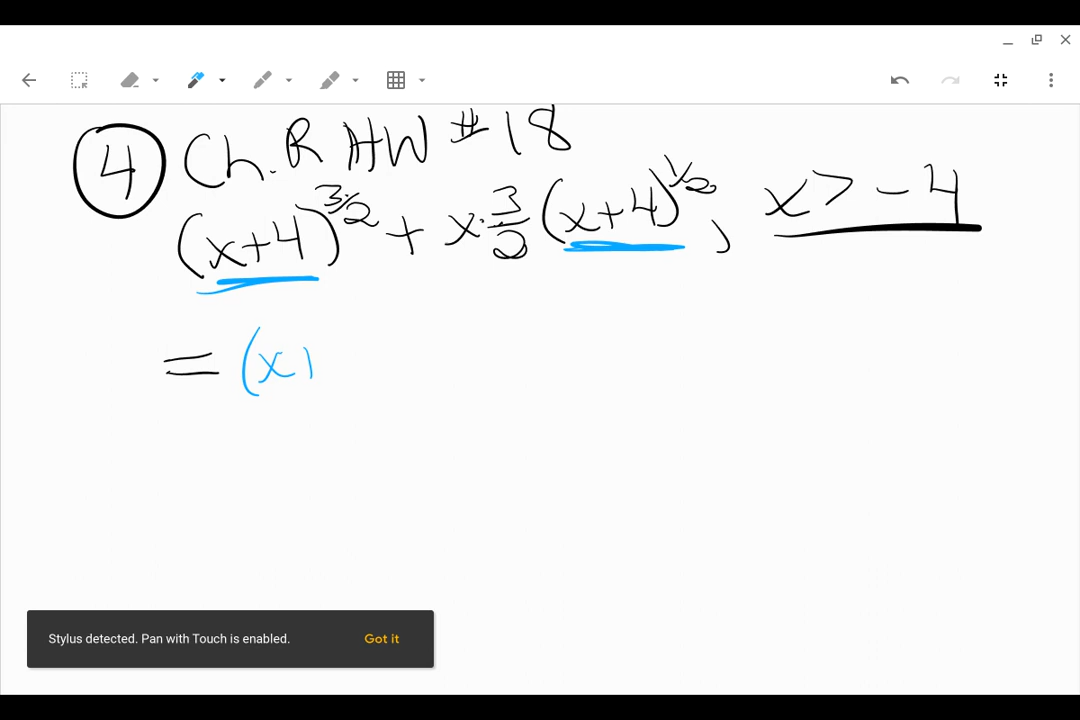 ④ Ch. R HW #18
(x+4)^{3/2} + x · 3/2 (x+4)^{1/2}, x > -4
= (x
Stylus detected. Pan with Touch is enabled. Got it